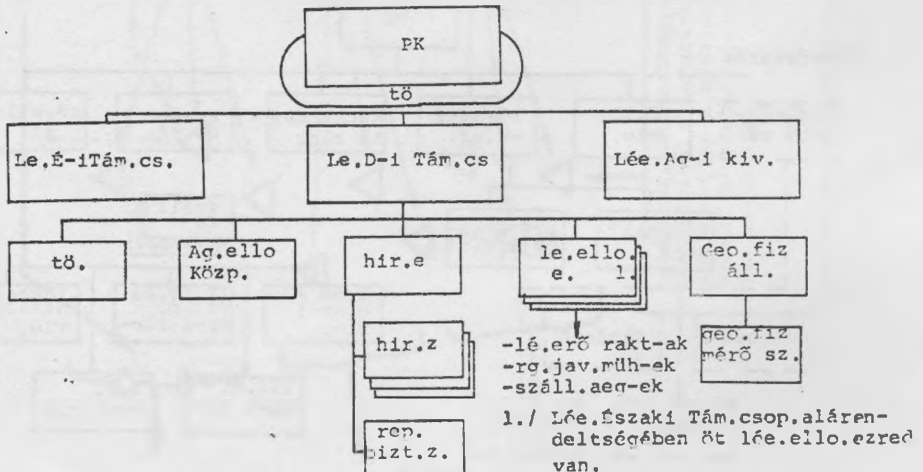 PK
tö
Le.É-iTám.cs.
Le.D-i Tám.cs
Lée.Ag-i kiv.
tö.
Ag.ello
Közp.
hir.e
le.ello.
e. l.
Geo.fiz
áll.
hir.z
-lé.erő rakt-ak
-rg.jav.müh-ek
-száll.aeg-ek
geo.fiz
mérő sz.
rep.
bizt.z.
1./ Lée.Északi Tám.csop.aláren-
deltségében öt lée.ello.ezred
van.